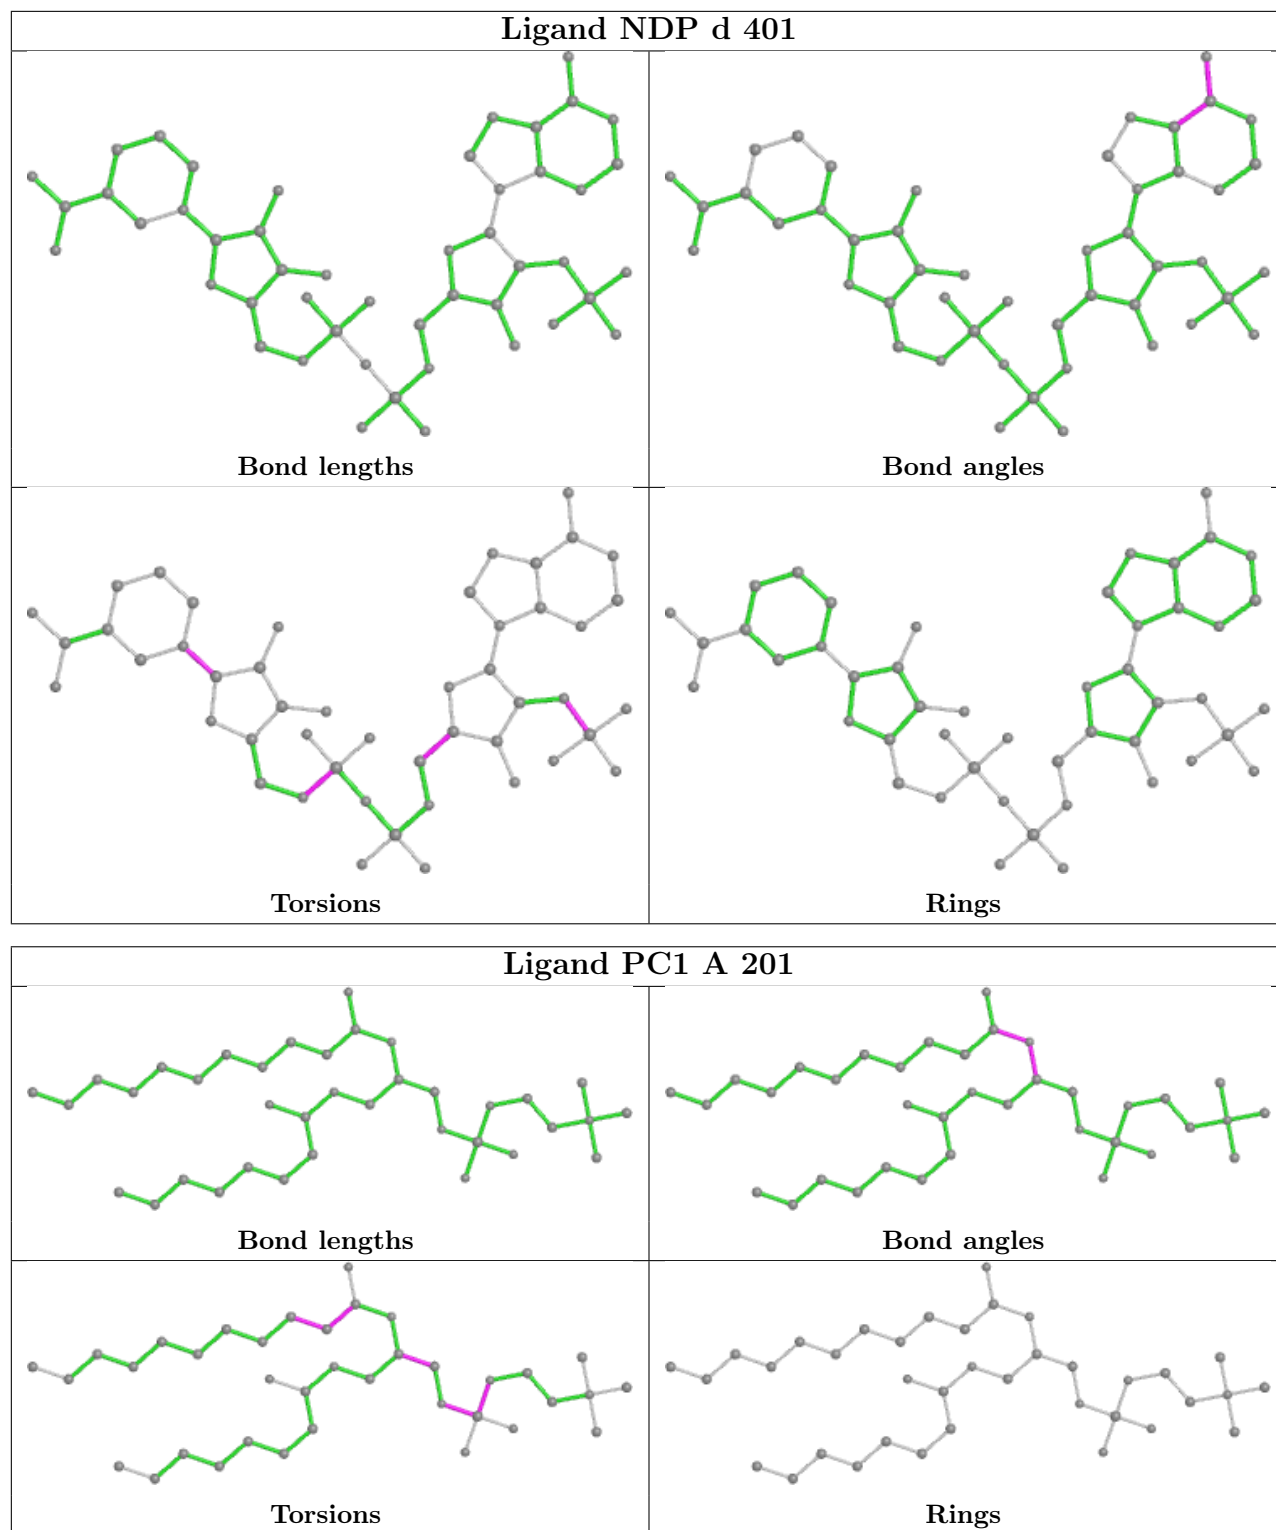 Ligand NDP d 401
Bond lengths
Bond angles
Torsions
Rings
Ligand PC1 A 201
Bond lengths
Bond angles
Torsions
Rings